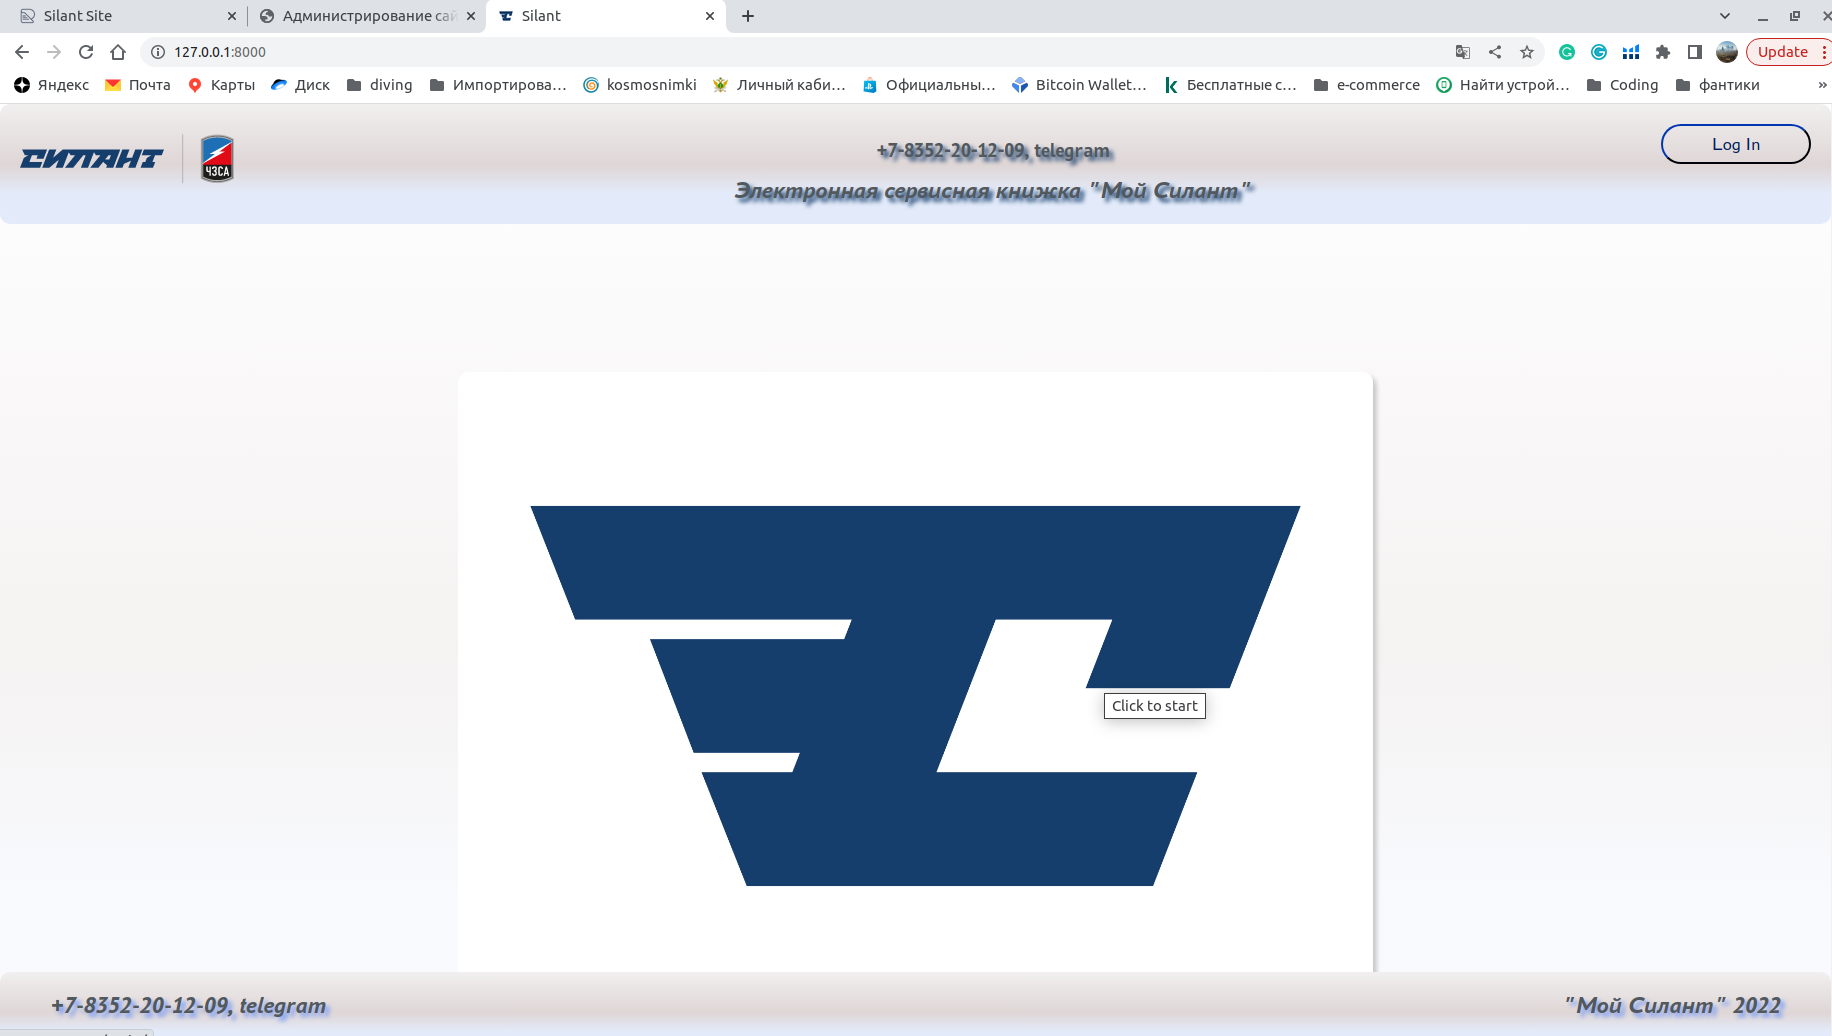 Silant Site
Администрирование сай
Silant
127.0.0.1:8000
Update
Яндекс
Почта
Карты
Диск
diving
Импортирова...
kosmosnimki
Личный каби...
Официальны...
Bitcoin Wallet...
Бесплатные с...
e-commerce
Найти устрой...
Coding
фантики
»
СИЛАНТ
ЧЗСА
+7-8352-20-12-09, telegram
Электронная сервисная книжка "Мой Силант"
Log In
Click to start
+7-8352-20-12-09, telegram
"Мой Силант" 2022